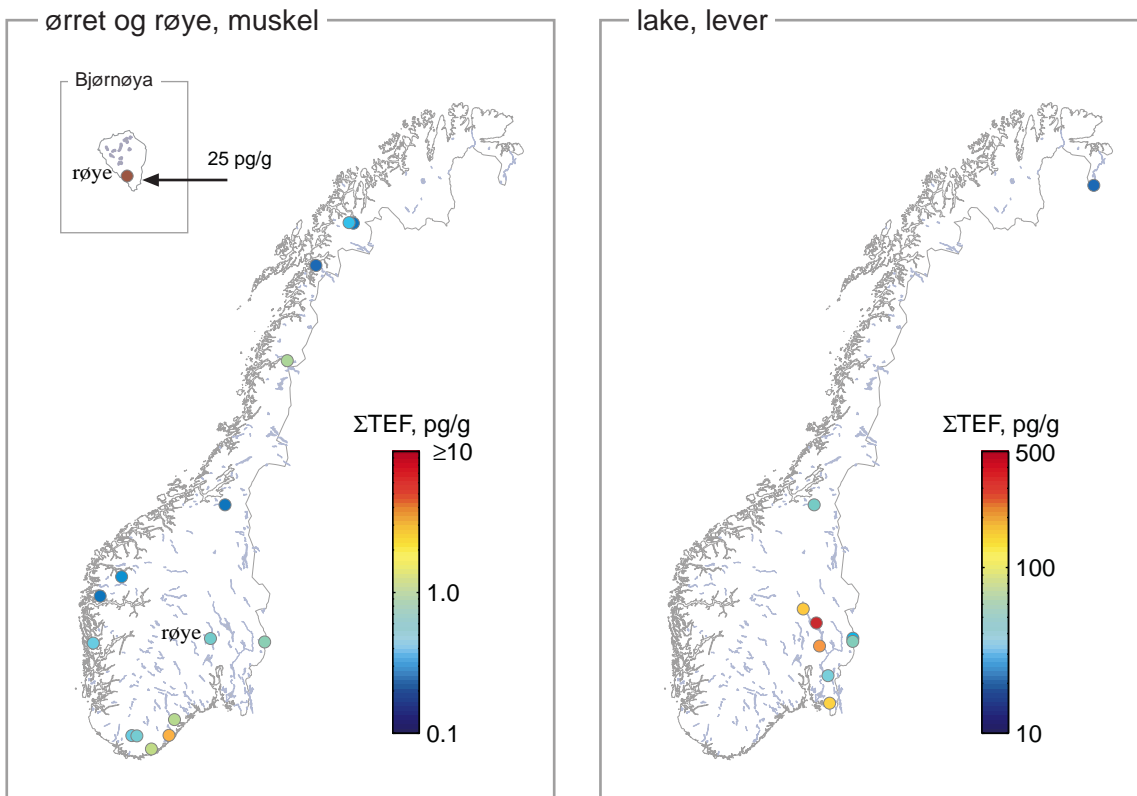 ørret og røye, muskel
Bjørnøya
røye
25 pg/g
ΣTEF, pg/g
≥10
1.0
0.1
røye
lake, lever
ΣTEF, pg/g
500
100
10